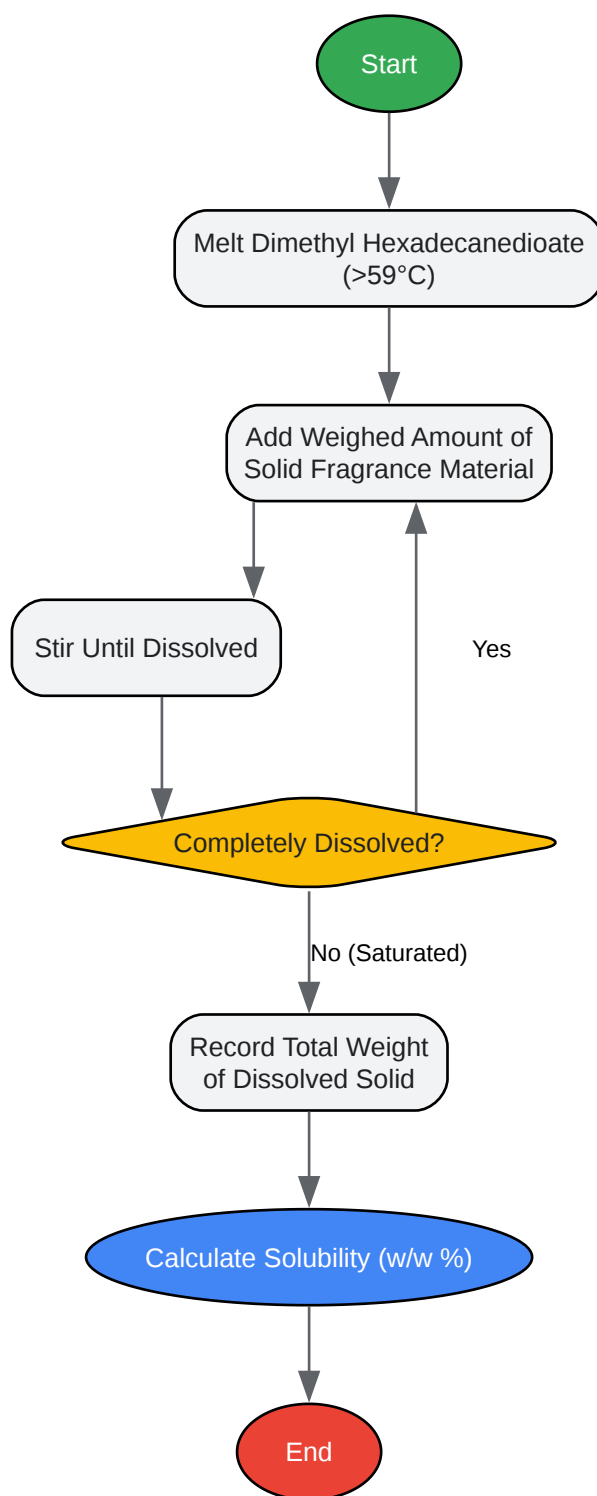 Start
Melt Dimethyl Hexadecanedioate
(>59°C)
Add Weighed Amount of
Solid Fragrance Material
Stir Until Dissolved
Yes
Completely Dissolved?
No (Saturated)
Record Total Weight
of Dissolved Solid
Calculate Solubility (w/w %)
End